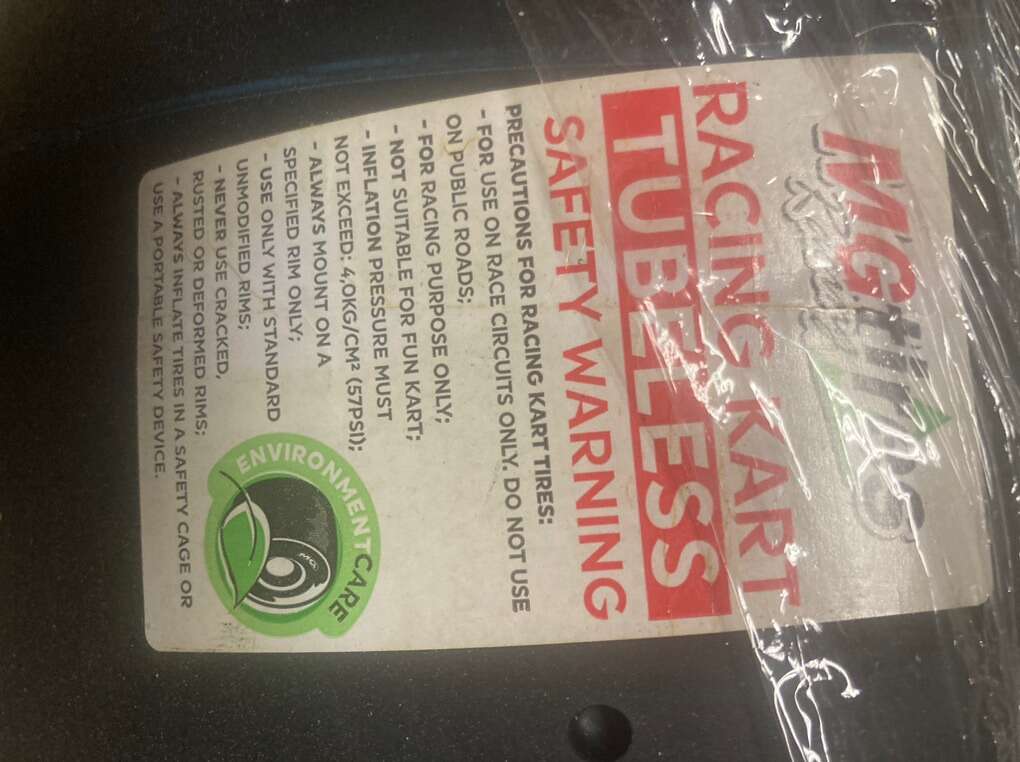 MG tires
RACING KART
TUBELESS
SAFETY WARNING
PRECAUTIONS FOR RACING KART TIRES:
- FOR USE ON RACE CIRCUITS ONLY. DO NOT USE
ON PUBLIC ROADS;
- FOR RACING PURPOSE ONLY;
- NOT SUITABLE FOR FUN KART;
- INFLATION PRESSURE MUST
NOT EXCEED: 4,0KG/CM² (57PSI);
- ALWAYS MOUNT ON A
SPECIFIED RIM ONLY;
- USE ONLY WITH STANDARD
UNMODIFIED RIMS;
- NEVER USE CRACKED,
RUSTED OR DEFORMED RIMS;
- ALWAYS INFLATE TIRES IN A SAFETY CAGE OR
USE A PORTABLE SAFETY DEVICE.
ENVIRONMENTCARE
MG